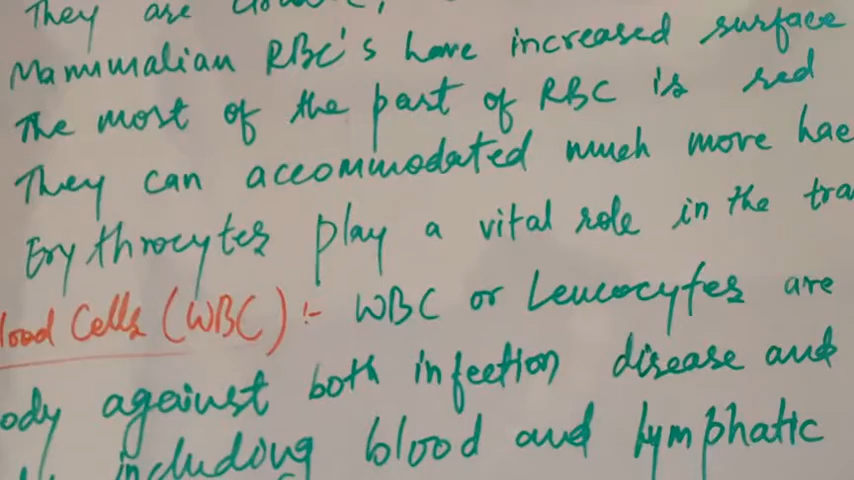 They are
Mammalian RBC's have increased surface
The most of the part of RBC is red
They can accommodated much more hae
Erythrocytes play a vital role in the tra
lood Cells (WBC) :- WBC or Leucocytes are
ody against both infection disease and
including blood and lymphatic